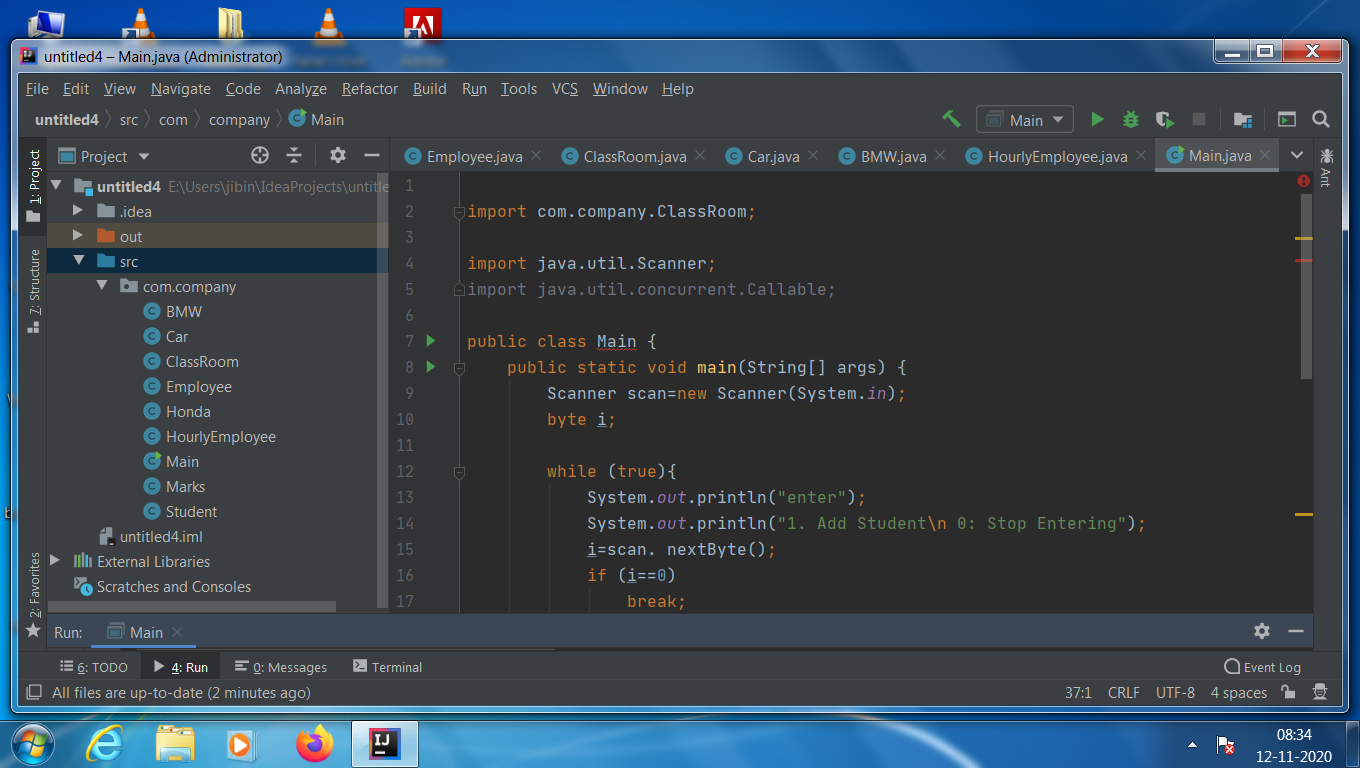 untitled4 – Main.java (Administrator)
File Edit View Navigate Code Analyze Refactor Build Run Tools VCS Window Help
untitled4 src com company Main
Main
1: Project
Project
Employee.java ClassRoom.java Car.java BMW.java HourlyEmployee.java Main.java
Ant
untitled4 E:\Users\jibin\IdeaProjects\untitle
.idea
out
src
com.company
BMW
Car
ClassRoom
Employee
Honda
HourlyEmployee
Main
Marks
Student
untitled4.iml
External Libraries
Scratches and Consoles
7: Structure
2: Favorites
1
2 import com.company.ClassRoom;
3
4 import java.util.Scanner;
5 import java.util.concurrent.Callable;
6
7 public class Main {
8 public static void main(String[] args) {
9 Scanner scan=new Scanner(System.in);
10 byte i;
11
12 while (true){
13 System.out.println("enter");
14 System.out.println("1. Add Student\n 0: Stop Entering");
15 i=scan. nextByte();
16 if (i==0)
17 break;
Run: Main
6: TODO 4: Run 0: Messages Terminal Event Log
All files are up-to-date (2 minutes ago) 37:1 CRLF UTF-8 4 spaces
08:34
12-11-2020